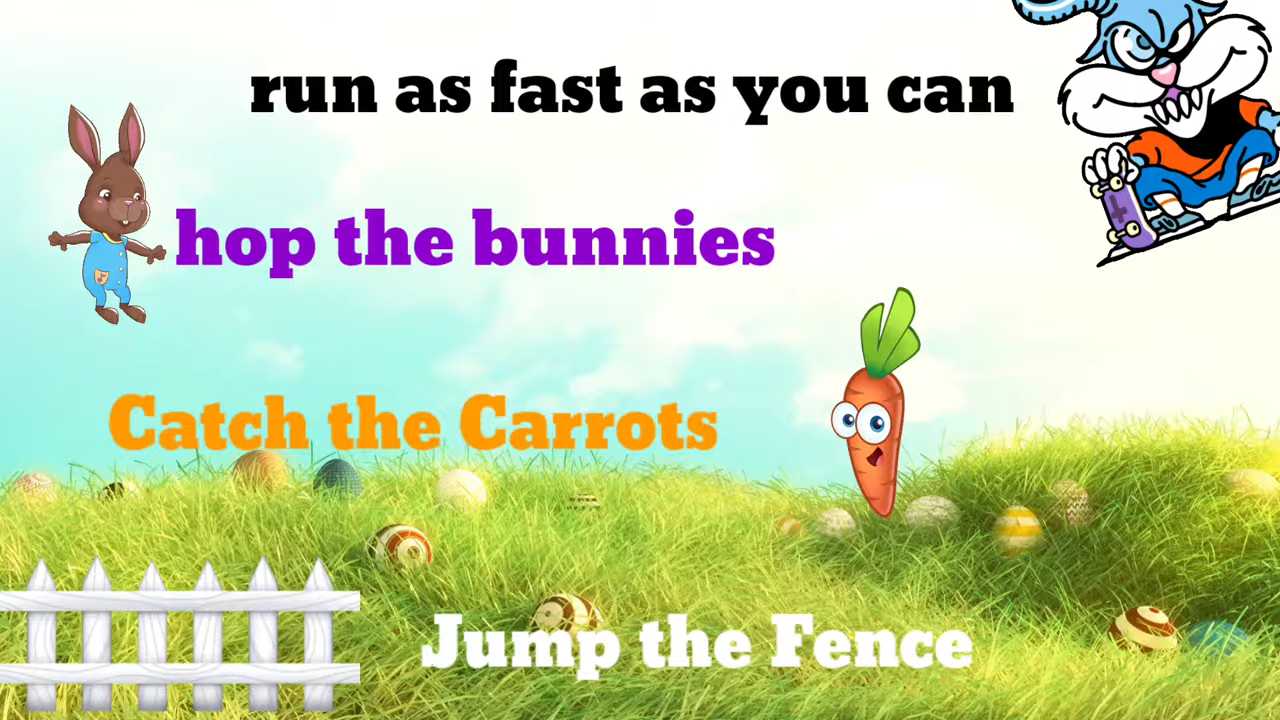 run as fast as you can
hop the bunnies
Catch the Carrots
Jump the Fence